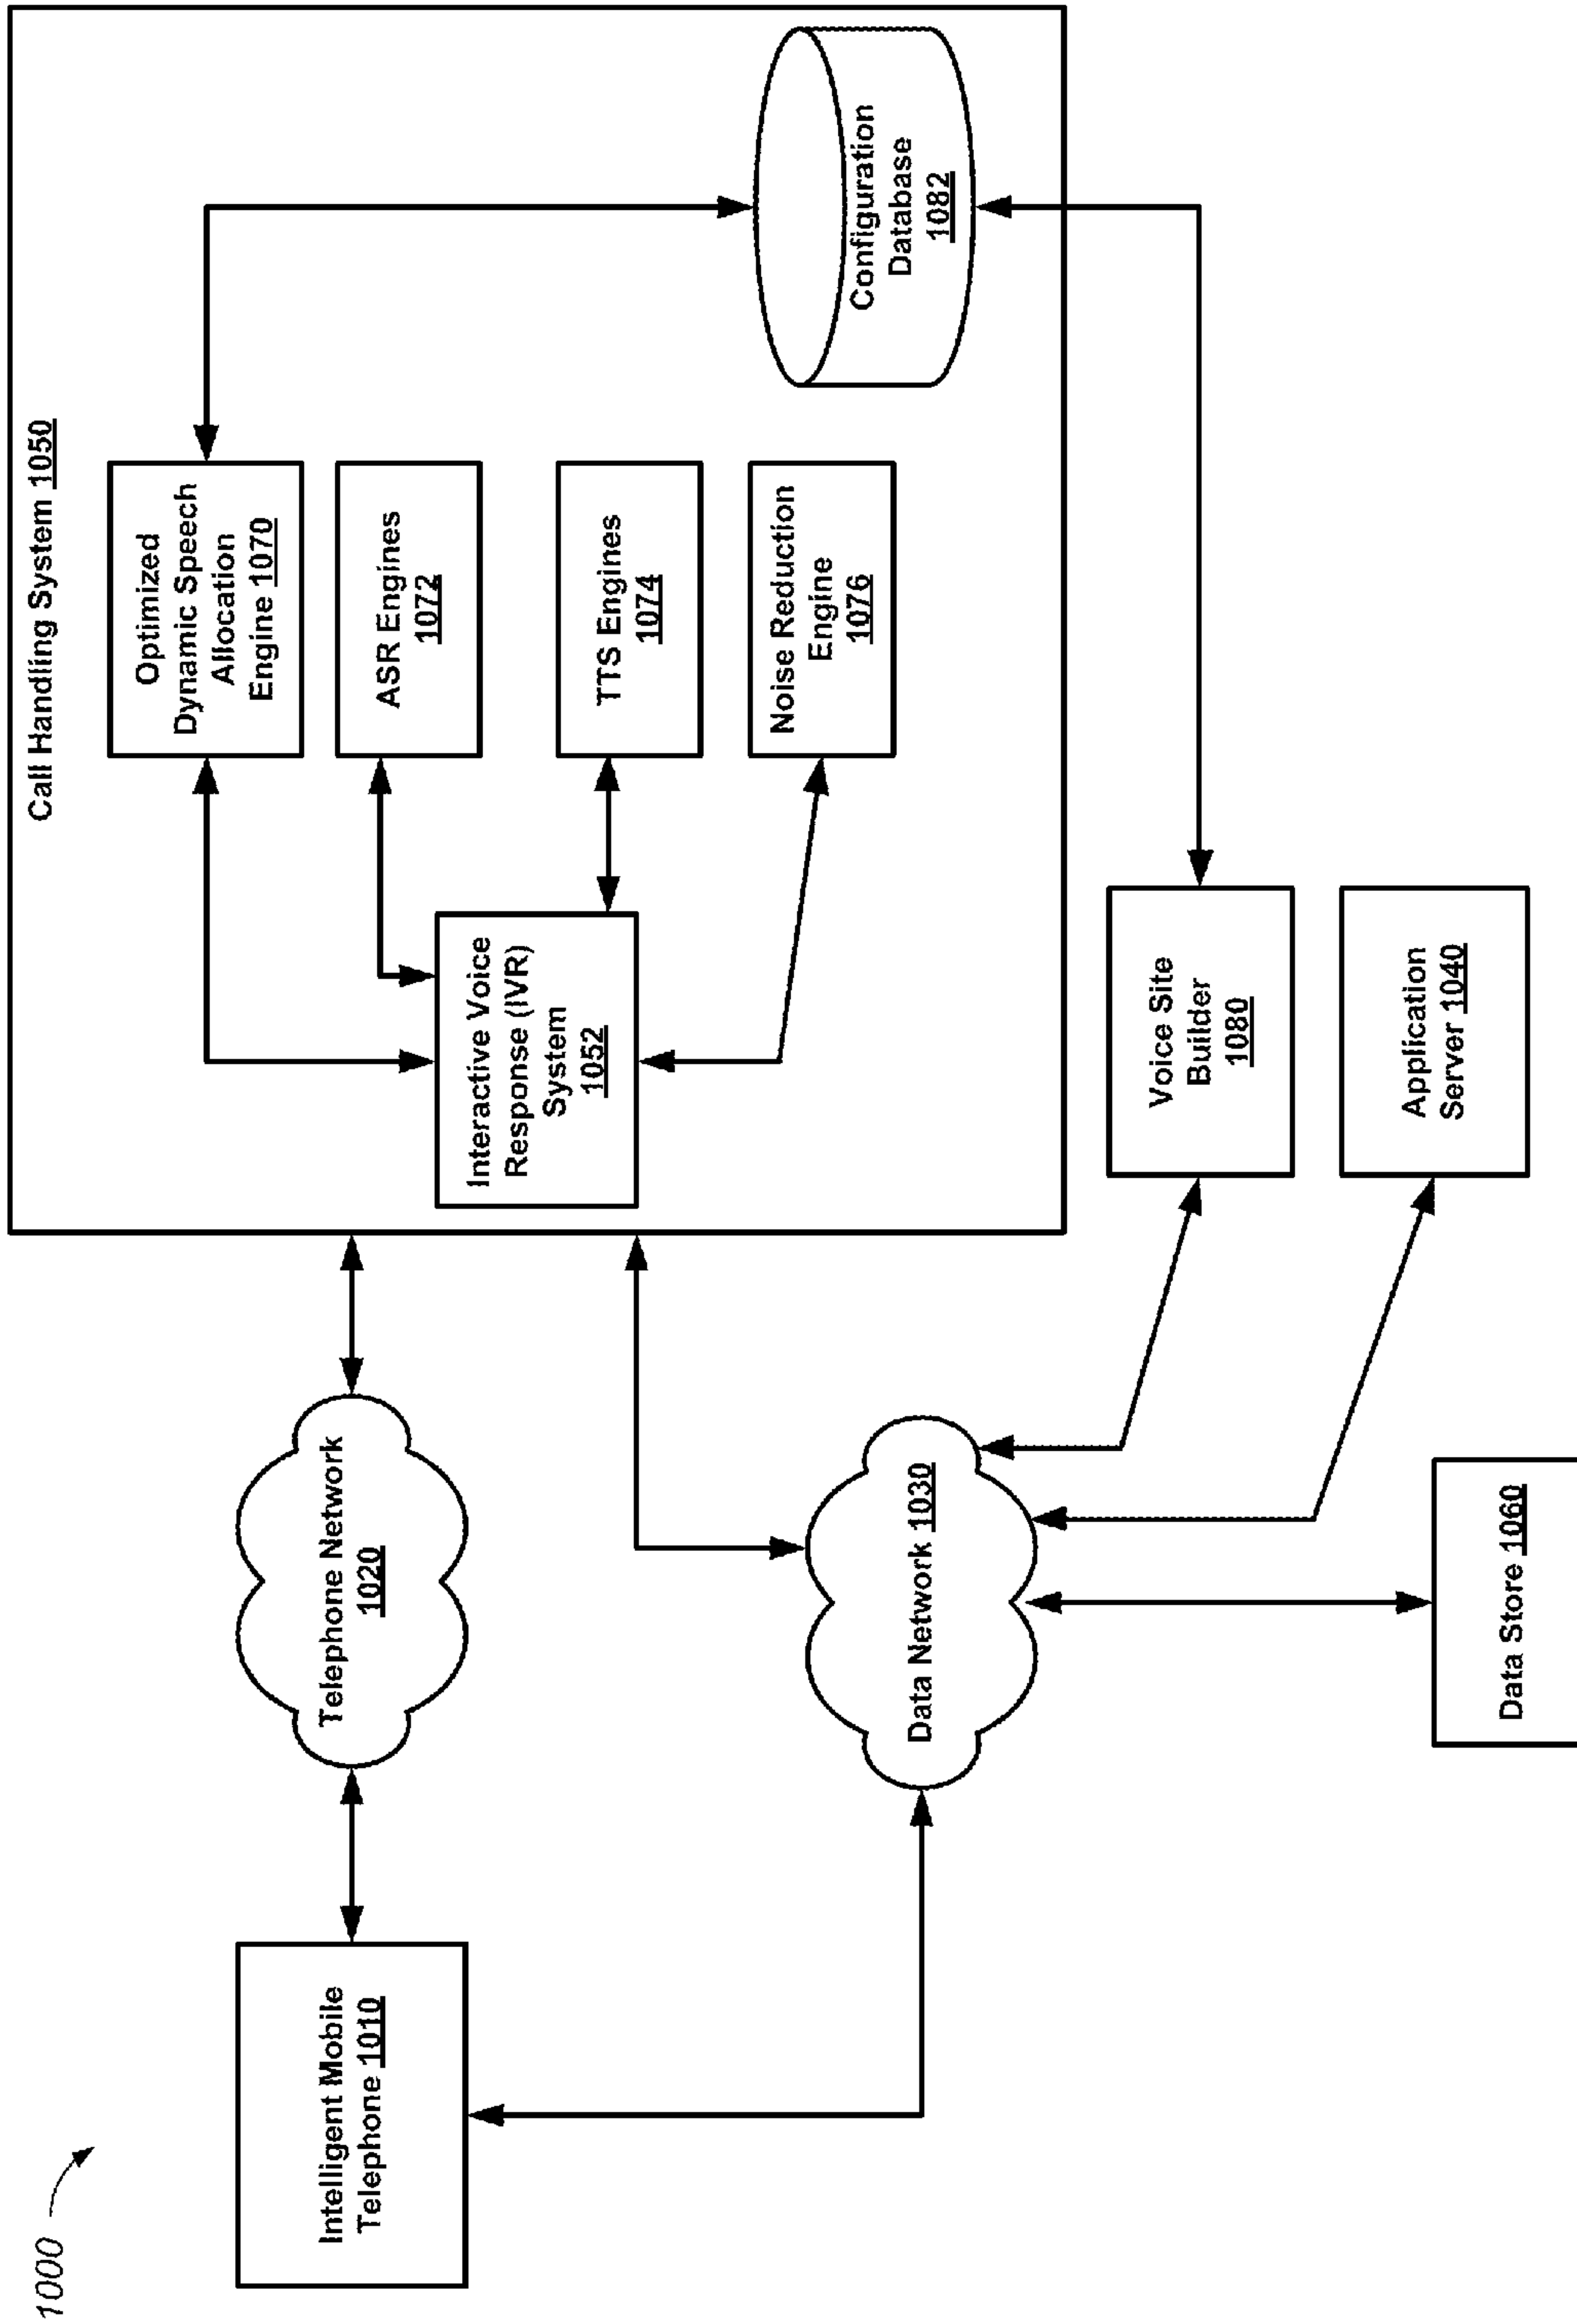 1000
Call Handling System 1050
Optimized
Dynamic Speech
Allocation
Engine 1070
ASR Engines
1072
TTS Engines
1074
Noise Reduction
Engine
1076
Interactive Voice
Response (IVR)
System
1052
Configuration
Database
1082
Intelligent Mobile
Telephone 1010
Telephone Network
1020
Data Network 1030
Voice Site
Builder
1080
Application
Server 1040
Data Store 1060